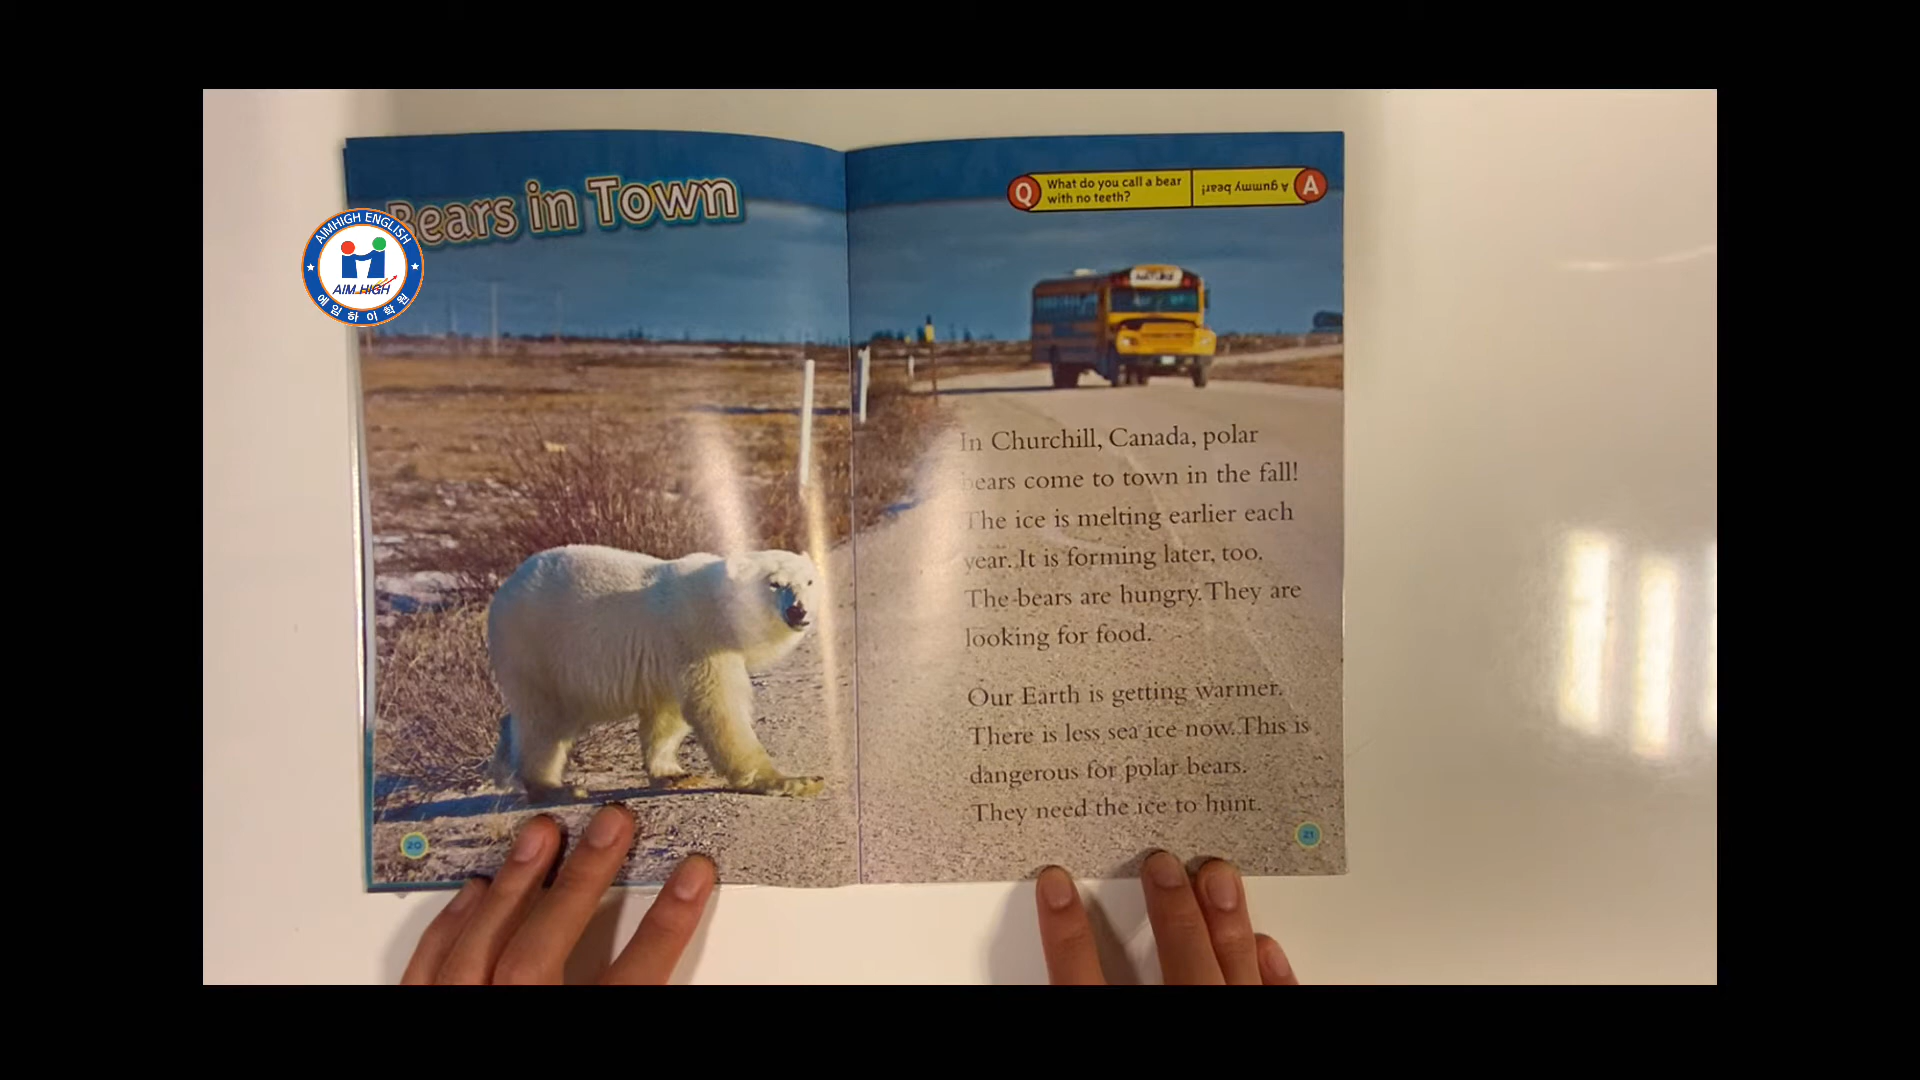 Bears in Town
AIMHIGH ENGLISH
AIM HIGH
에임하이학원
Q
What do you call a bear
with no teeth?
A gummy bear!
A
NATURE
In Churchill, Canada, polar
bears come to town in the fall!
The ice is melting earlier each
year. It is forming later, too.
The bears are hungry. They are
looking for food.
Our Earth is getting warmer.
There is less sea ice now. This is
dangerous for polar bears.
They need the ice to hunt.
20
21